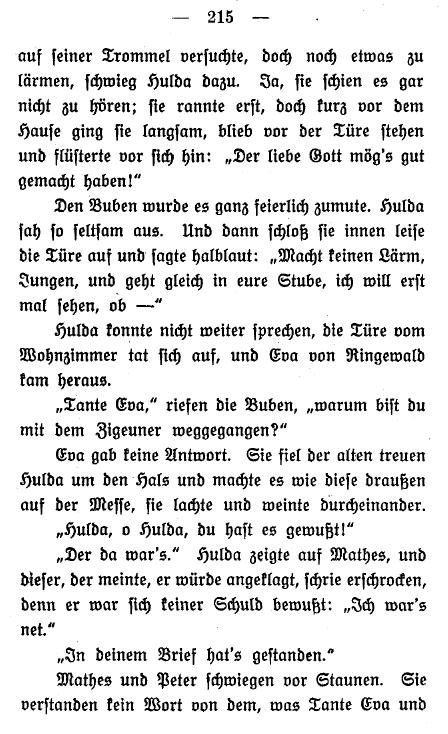 — 215 —
auf seiner Trommel versuchte, doch noch etwas zu
lärmen, schwieg Hulda dazu. Ja, sie schien es gar
nicht zu hören; sie rannte erst, doch kurz vor dem
Hause ging sie langsam, blieb vor der Türe stehen
und flüsterte vor sich hin: „Der liebe Gott mög's gut
gemacht haben!“
Den Buben wurde es ganz feierlich zumute. Hulda
sah so seltsam aus. Und dann schloß sie innen leise
die Türe auf und sagte halblaut: „Macht keinen Lärm,
Jungen, und geht gleich in eure Stube, ich will erst
mal sehen, ob —“
Hulda konnte nicht weiter sprechen, die Türe vom
Wohnzimmer tat sich auf, und Eva von Ringewald
kam heraus.
„Tante Eva,“ riefen die Buben, „warum bist du
mit dem Zigeuner weggegangen?“
Eva gab keine Antwort. Sie fiel der alten treuen
Hulda um den Hals und machte es wie diese draußen
auf der Messe, sie lachte und weinte durcheinander.
„Hulda, o Hulda, du hast es gewußt!“
„Der da war's.“ Hulda zeigte auf Mathes, und
dieser, der meinte, er würde angeklagt, schrie erschrocken,
denn er war sich keiner Schuld bewußt: „Ich war's
net.“
„In deinem Brief hat's gestanden.“
Mathes und Peter schwiegen vor Staunen. Sie
verstanden kein Wort von dem, was Tante Eva und